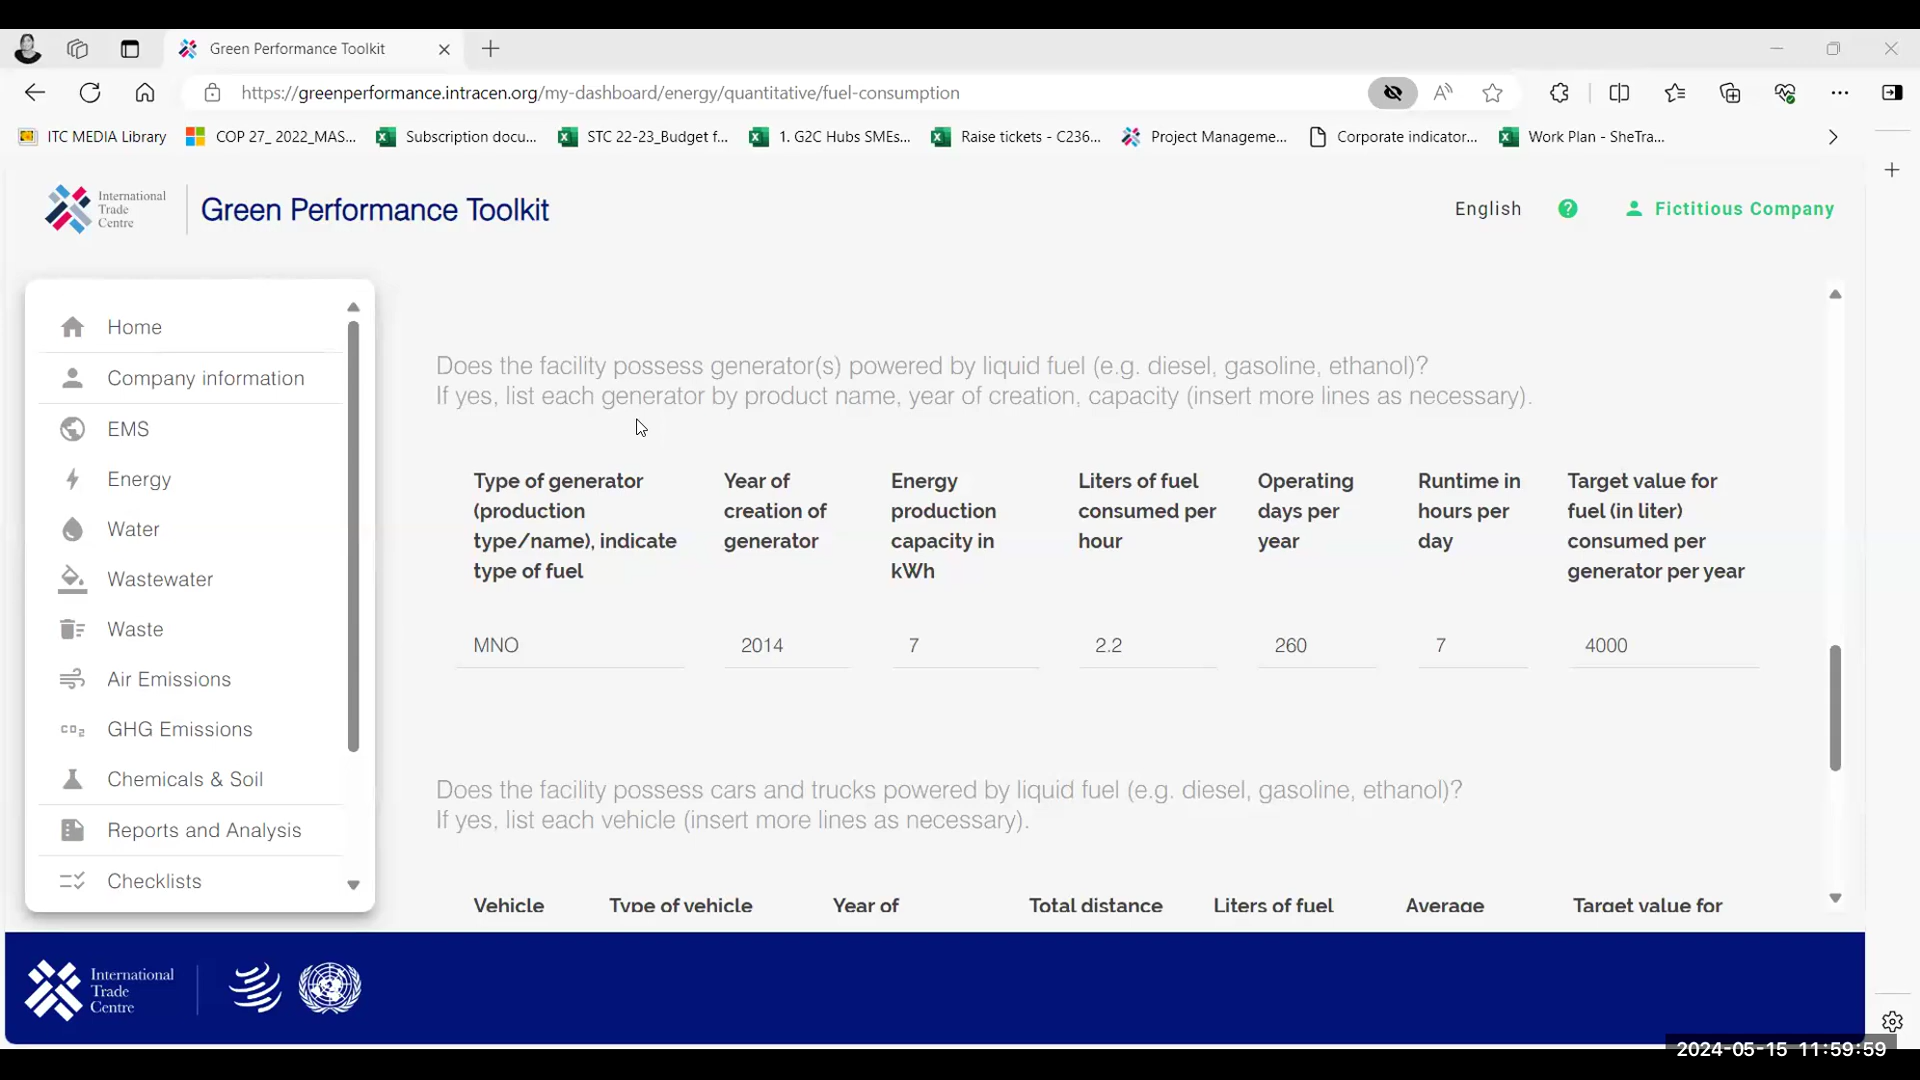 Green Performance Toolkit
https://greenperformance.intracen.org/my-dashboard/energy/quantitative/fuel-consumption
ITC MEDIA Library
COP 27_ 2022_MAS...
Subscription docu...
STC 22-23_Budget f...
1. G2C Hubs SMEs...
Raise tickets - C236...
Project Manageme...
Corporate indicator...
Work Plan - SheTra...
International
Trade
Centre
Green Performance Toolkit
English
?
Fictitious Company
Home
Company information
EMS
Energy
Water
Wastewater
Waste
Air Emissions
CO2
GHG Emissions
Chemicals & Soil
Reports and Analysis
Checklists
Does the facility possess generator(s) powered by liquid fuel (e.g. diesel, gasoline, ethanol)?
If yes, list each generator by product name, year of creation, capacity (insert more lines as necessary).
Type of generator
(production
type/name), indicate
type of fuel
Year of
creation of
generator
Energy
production
capacity in
kWh
Liters of fuel
consumed per
hour
Operating
days per
year
Runtime in
hours per
day
Target value for
fuel (in liter)
consumed per
generator per year
MNO
2014
7
2.2
260
7
4000
Does the facility possess cars and trucks powered by liquid fuel (e.g. diesel, gasoline, ethanol)?
If yes, list each vehicle (insert more lines as necessary).
Vehicle
Type of vehicle
Year of
Total distance
Liters of fuel
Average
Target value for
International
Trade
Centre
2024-05-15 11:59:59